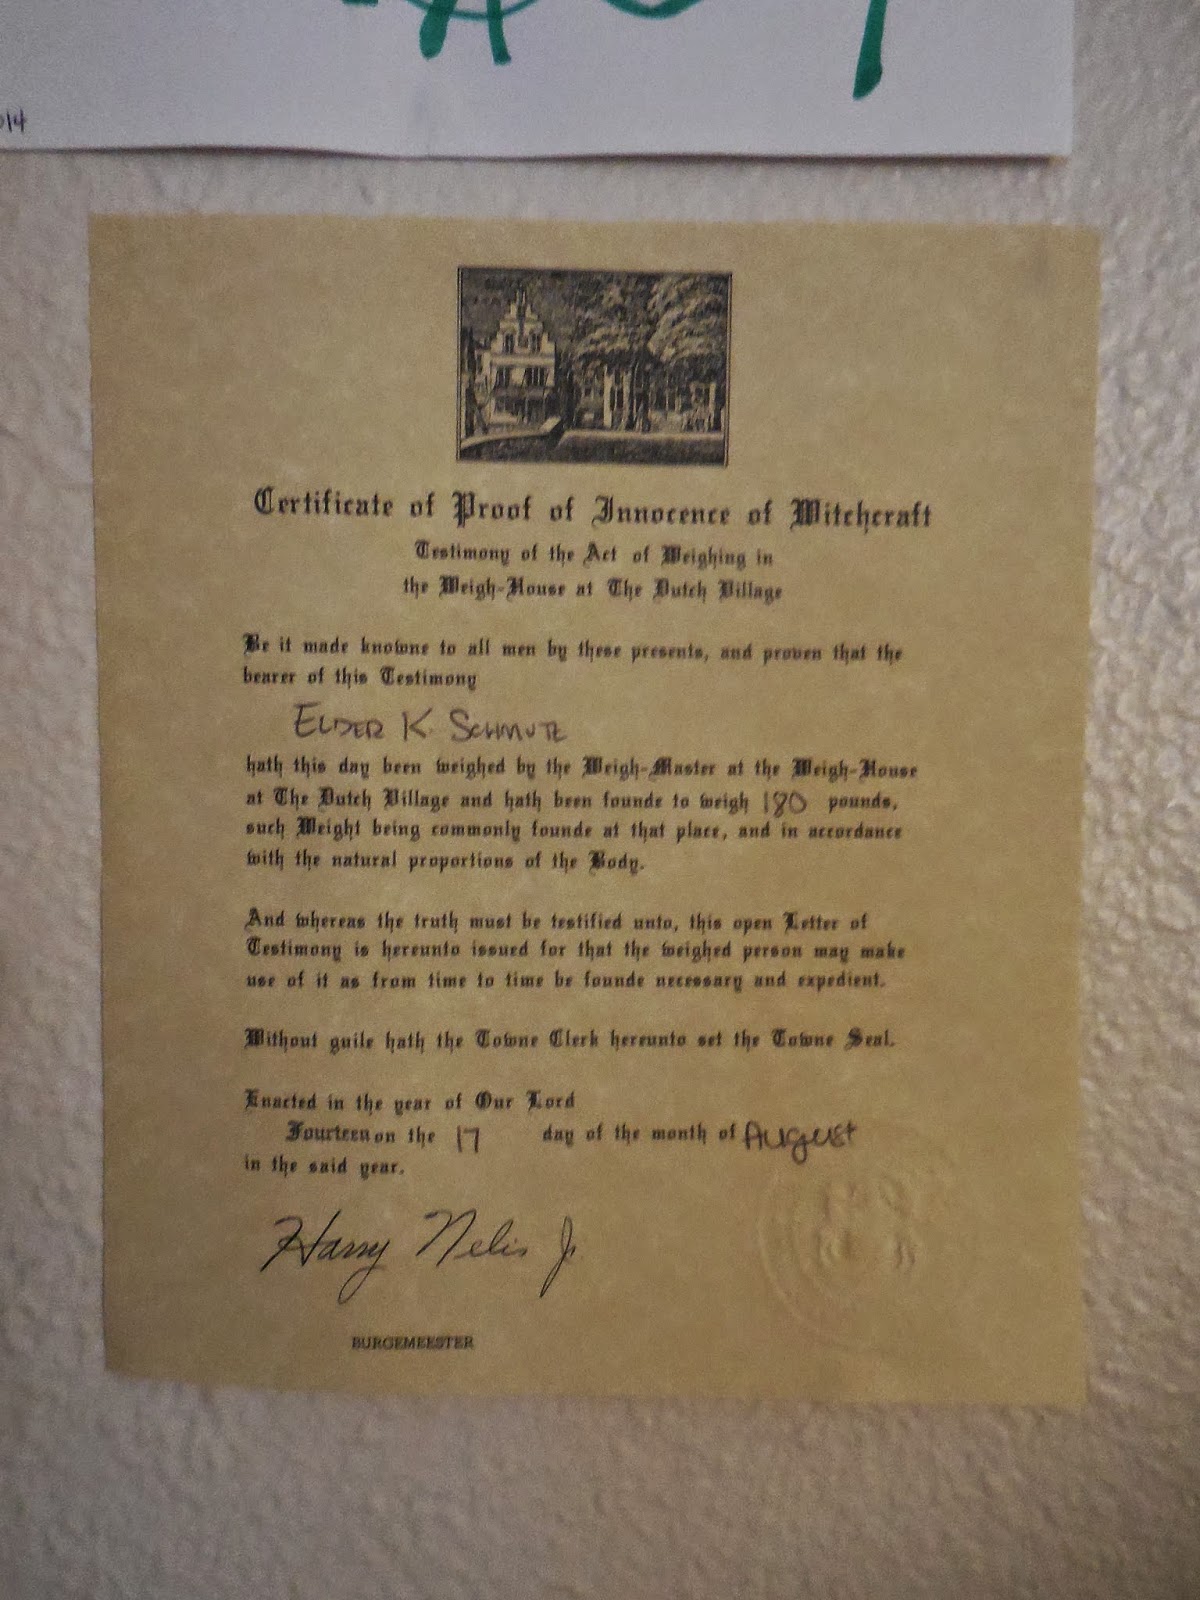 014
Certificate of Proof of Innocence of Witchcraft
Testimony of the Act of Weighing in
the Weigh-House at The Dutch Village
Be it made knowne to all men by these presents, and proven that the
bearer of this Testimony
ELDER K. SCHMUTZ
hath this day been weighed by the Weigh-Master at the Weigh-House
at The Dutch Village and hath been founde to weigh 180 pounds,
such Weight being commonly founde at that place, and in accordance
with the natural proportions of the Body.
And whereas the truth must be testified unto, this open Letter of
Testimony is hereunto issued for that the weighed person may make
use of it as from time to time be founde necessary and expedient.
Without guile hath the Towne Clerk hereunto set the Towne Seal.
Enacted in the year of Our Lord
Fourteen on the 17 day of the month of August
in the said year.
Harry Nelis Jr
BURGEMEESTER